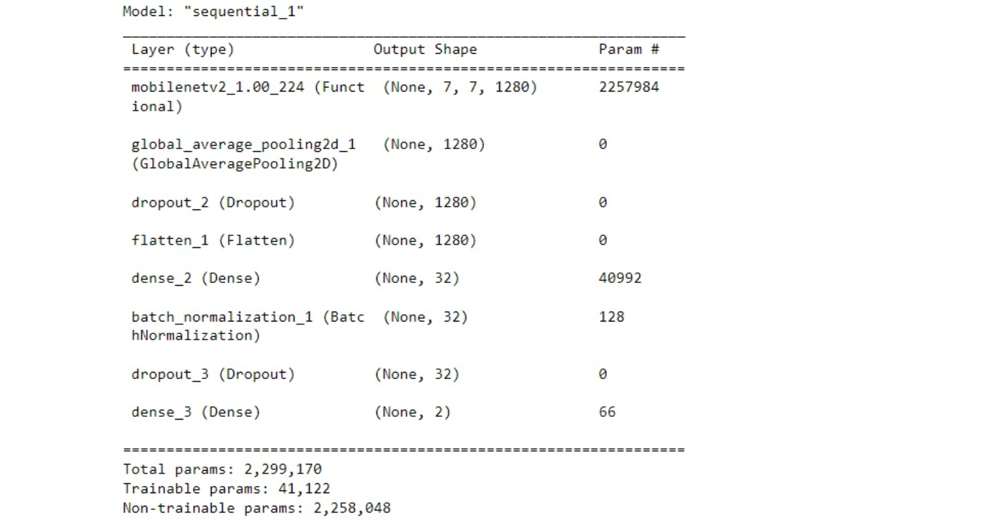 Model: "sequential_1"
_________________________________________________________________
Layer (type) Output Shape Param #
=================================================================
mobilenetv2_1.00_224 (Funct (None, 7, 7, 1280) 2257984
ional)
global_average_pooling2d_1 (None, 1280) 0
(GlobalAveragePooling2D)
dropout_2 (Dropout) (None, 1280) 0
flatten_1 (Flatten) (None, 1280) 0
dense_2 (Dense) (None, 32) 40992
batch_normalization_1 (Batc (None, 32) 128
hNormalization)
dropout_3 (Dropout) (None, 32) 0
dense_3 (Dense) (None, 2) 66
=================================================================
Total params: 2,299,170
Trainable params: 41,122
Non-trainable params: 2,258,048